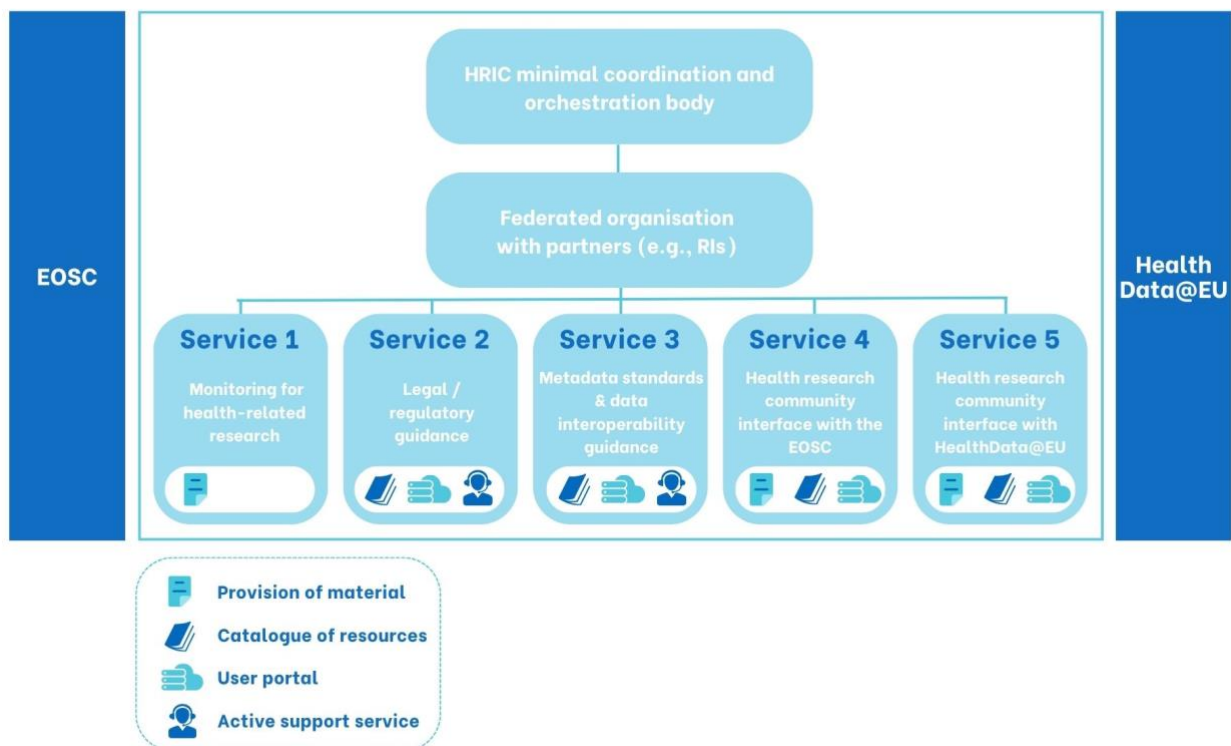 EOSC
HRIC minimal coordination and
orchestration body
Federated organisation
with partners (e.g., RIs)
Service 1
Monitoring for
health-related
research
Service 2
Legal /
regulatory
guidance
Service 3
Metadata standards
& data
interoperability
guidance
Service 4
Health research
community
interface with the
EOSC
Service 5
Health research
community
interface with
HealthData@EU
Health
Data@EU
Provision of material
Catalogue of resources
User portal
Active support service